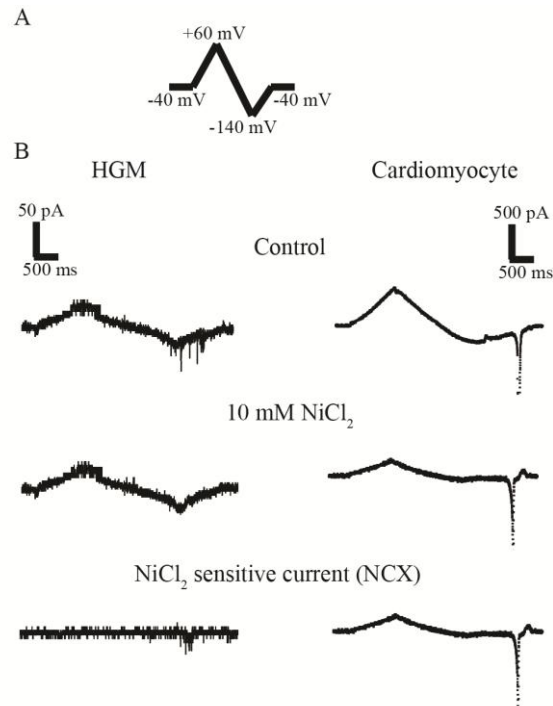 A
+60 mV
-40 mV
-40 mV
-140 mV
B
HGM
Cardiomyocyte
50 pA
500 ms
500 pA
500 ms
Control
10 mM NiCl2
NiCl2 sensitive current (NCX)